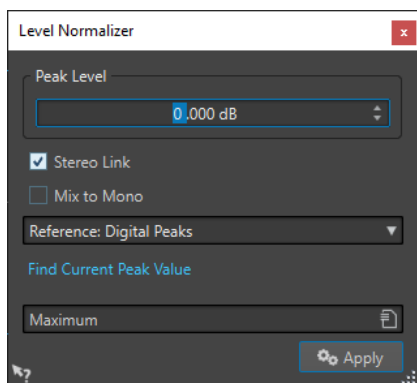 Level Normalizer
x
Peak Level
0.000 dB
Stereo Link
Mix to Mono
Reference: Digital Peaks
Find Current Peak Value
Maximum
Apply
?